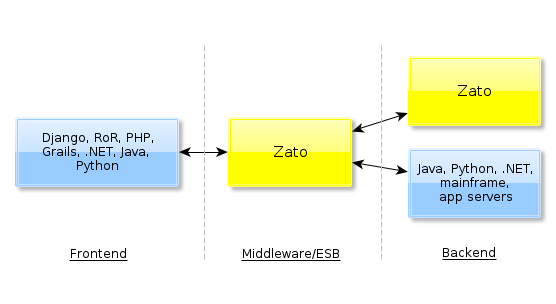 Django, RoR, PHP,
Grails, .NET, Java,
Python
Zato
Zato
Java, Python, .NET,
mainframe,
app servers
Frontend
Middleware/ESB
Backend